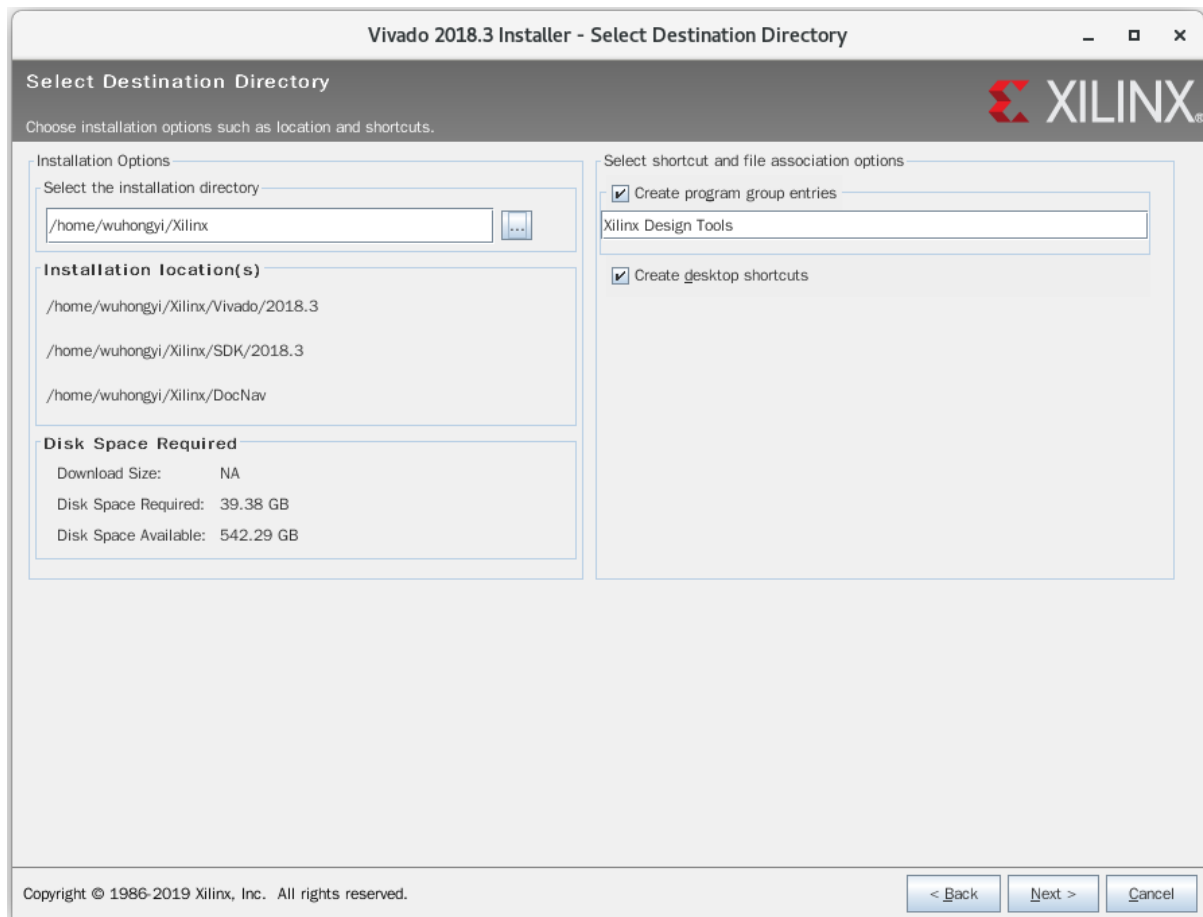 Vivado 2018.3 Installer - Select Destination Directory
Select Destination Directory
XILINX®
Choose installation options such as location and shortcuts.
Installation Options
Select the installation directory
/home/wuhongyi/Xilinx
...
Installation location(s)
/home/wuhongyi/Xilinx/Vivado/2018.3
/home/wuhongyi/Xilinx/SDK/2018.3
/home/wuhongyi/Xilinx/DocNav
Disk Space Required
Download Size: NA
Disk Space Required: 39.38 GB
Disk Space Available: 542.29 GB
Select shortcut and file association options
Create program group entries
Xilinx Design Tools
Create desktop shortcuts
Copyright © 1986-2019 Xilinx, Inc. All rights reserved.
< Back
Next >
Cancel